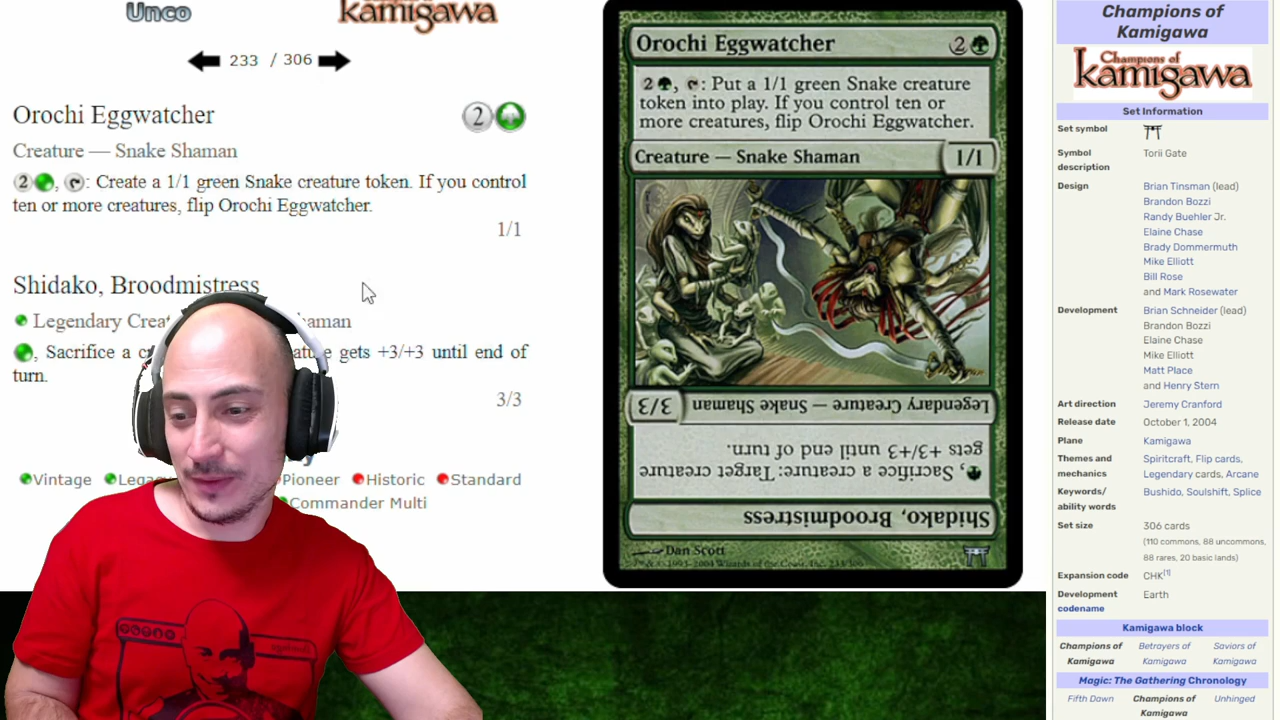 Unco
kamigawa
233 / 306
Orochi Eggwatcher
2
Creature — Snake Shaman
2, : Create a 1/1 green Snake creature token. If you control
ten or more creatures, flip Orochi Eggwatcher.
1/1
Shidako, Broodmistress
Legendary Creat haman
, Sacrifice a c ature gets +3/+3 until end of
turn.
3/3
Vintage Lega Pioneer Historic Standard
Commander Multi
Orochi Eggwatcher 2
2, : Put a 1/1 green Snake creature
token into play. If you control ten or
more creatures, flip Orochi Eggwatcher.
Creature — Snake Shaman 1/1
Legendary Creature — Snake Shaman 3/3
, Sacrifice a creature: Target creature
gets +3/+3 until end of turn.
Shidako, Broodmistress
Dan Scott
Champions of
Kamigawa
Champions of
kamigawa
Set Information
Set symbol
Symbol description Torii Gate
Design Brian Tinsman (lead)
Brandon Bozzi
Randy Buehler Jr.
Elaine Chase
Brady Dommermuth
Mike Elliott
Bill Rose
and Mark Rosewater
Development Brian Schneider (lead)
Brandon Bozzi
Elaine Chase
Mike Elliott
Matt Place
and Henry Stern
Art direction Jeremy Cranford
Release date October 1, 2004
Plane Kamigawa
Themes and mechanics Spiritcraft, Flip cards,
Legendary cards, Arcane
Keywords/ ability words Bushido, Soulshift, Splice
Set size 306 cards
(110 commons, 88 uncommons,
88 rares, 20 basic lands)
Expansion code CHK[1]
Development codename Earth
Kamigawa block
Champions of Kamigawa Betrayers of Kamigawa Saviors of Kamigawa
Magic: The Gathering Chronology
Fifth Dawn Champions of Kamigawa Unhinged